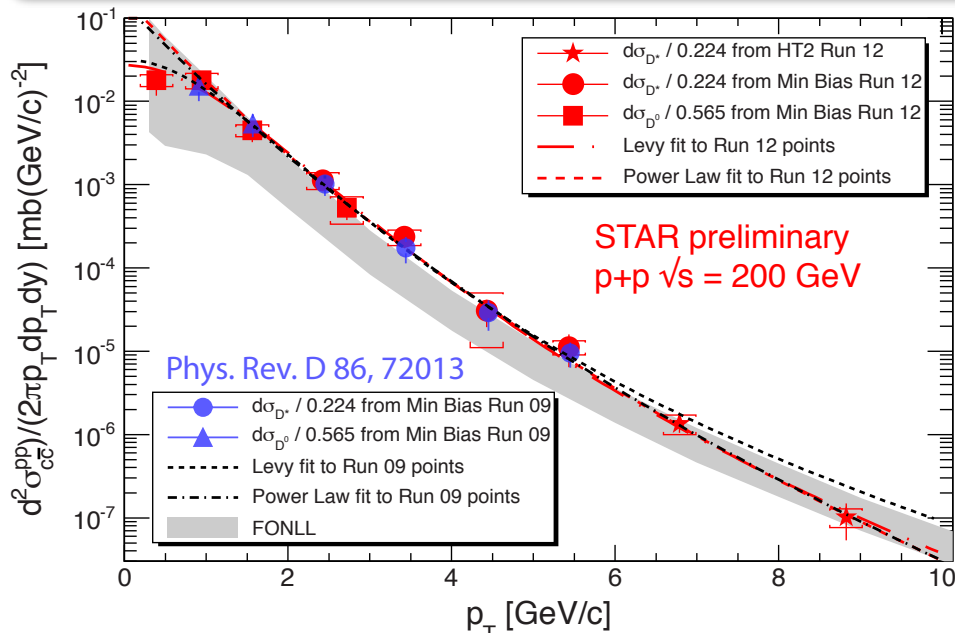 10⁻¹
10⁻²
10⁻³
10⁻⁴
10⁻⁵
10⁻⁶
10⁻⁷
d²σ^pp_cc̄/(2πp_T dp_T dy) [mb(GeV/c)⁻²]
dσ_D* / 0.224 from HT2 Run 12
dσ_D* / 0.224 from Min Bias Run 12
dσ_D⁰ / 0.565 from Min Bias Run 12
Levy fit to Run 12 points
Power Law fit to Run 12 points
STAR preliminary
p+p √s = 200 GeV
Phys. Rev. D 86, 72013
dσ_D* / 0.224 from Min Bias Run 09
dσ_D⁰ / 0.565 from Min Bias Run 09
Levy fit to Run 09 points
Power Law fit to Run 09 points
FONLL
0 2 4 6 8 10
p_T [GeV/c]